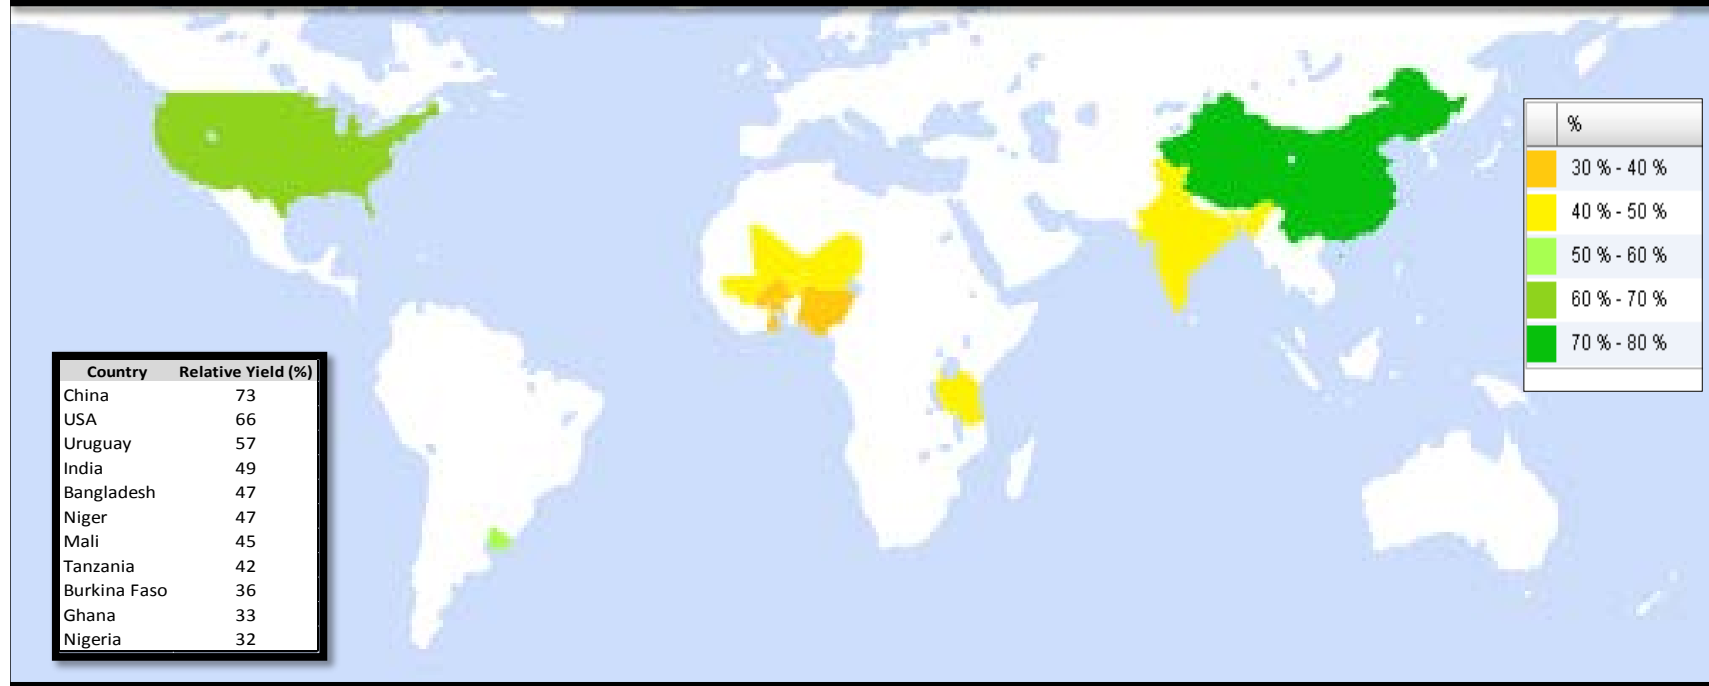 Country Relative Yield (%)
China 73
USA 66
Uruguay 57
India 49
Bangladesh 47
Niger 47
Mali 45
Tanzania 42
Burkina Faso 36
Ghana 33
Nigeria 32
%
30 % - 40 %
40 % - 50 %
50 % - 60 %
60 % - 70 %
70 % - 80 %